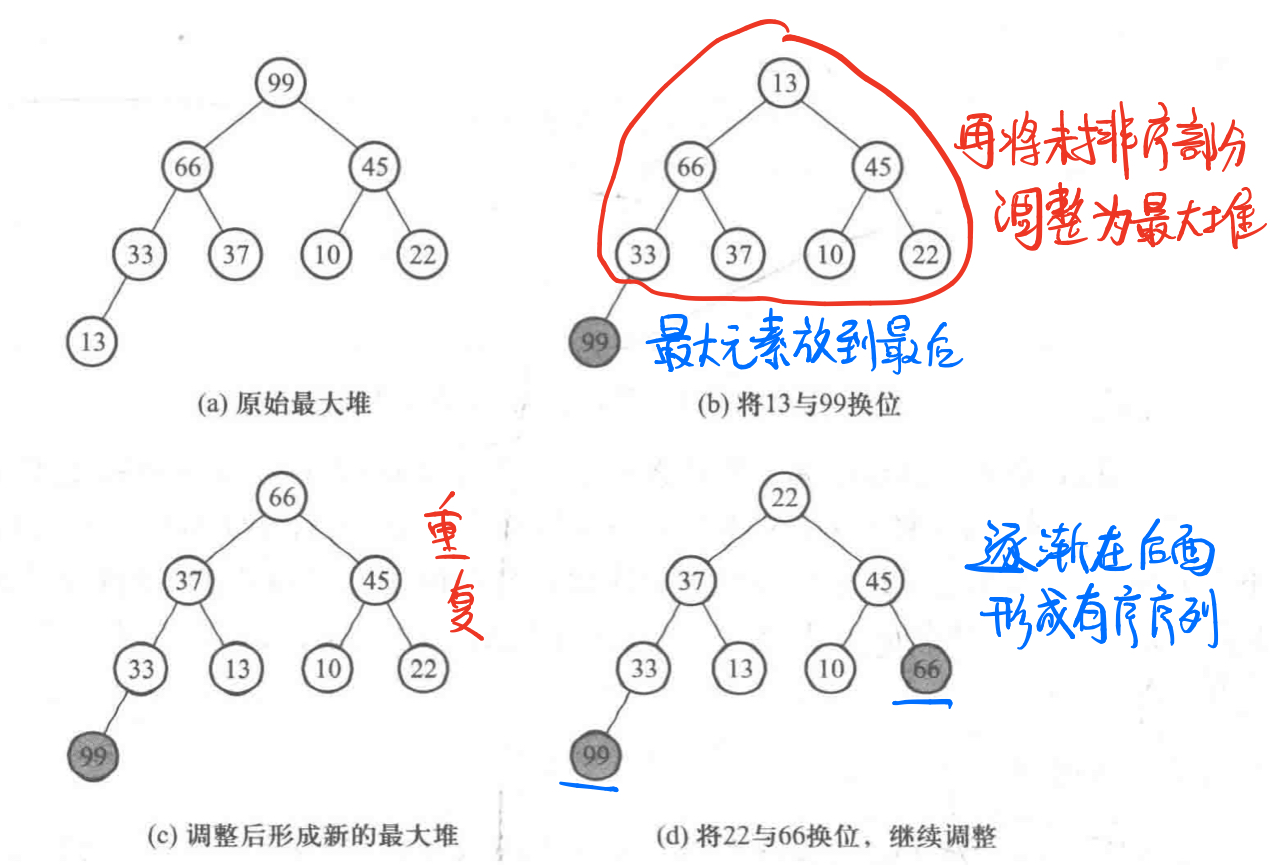 99
66 45
33 37 10 22
13
(a) 原始最大堆
13
66 45
33 37 10 22
99
再将未排序部分
调整为最大堆
最大元素放到最后
(b) 将13与99换位
66
37 45
33 13 10 22
99
重复
(c) 调整后形成新的最大堆
22
37 45
33 13 10 66
99
逐渐在后面
形成有序序列
(d) 将22与66换位，继续调整